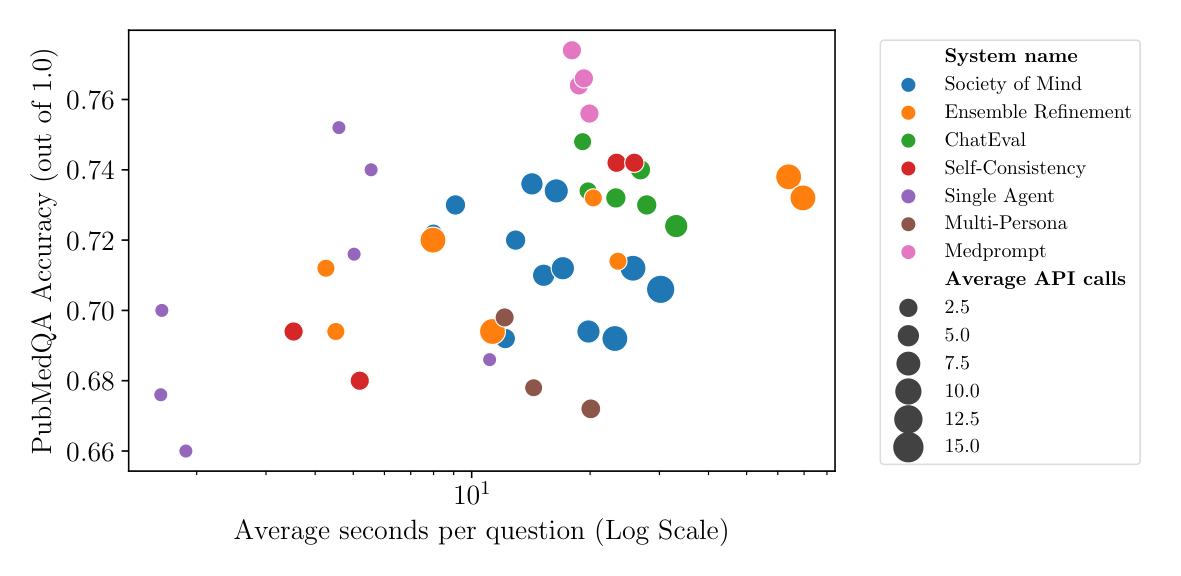 PubMedQA Accuracy (out of 1.0)
0.76
0.74
0.72
0.70
0.68
0.66
10¹
Average seconds per question (Log Scale)
System name
Society of Mind
Ensemble Refinement
ChatEval
Self-Consistency
Single Agent
Multi-Persona
Medprompt
Average API calls
2.5
5.0
7.5
10.0
12.5
15.0